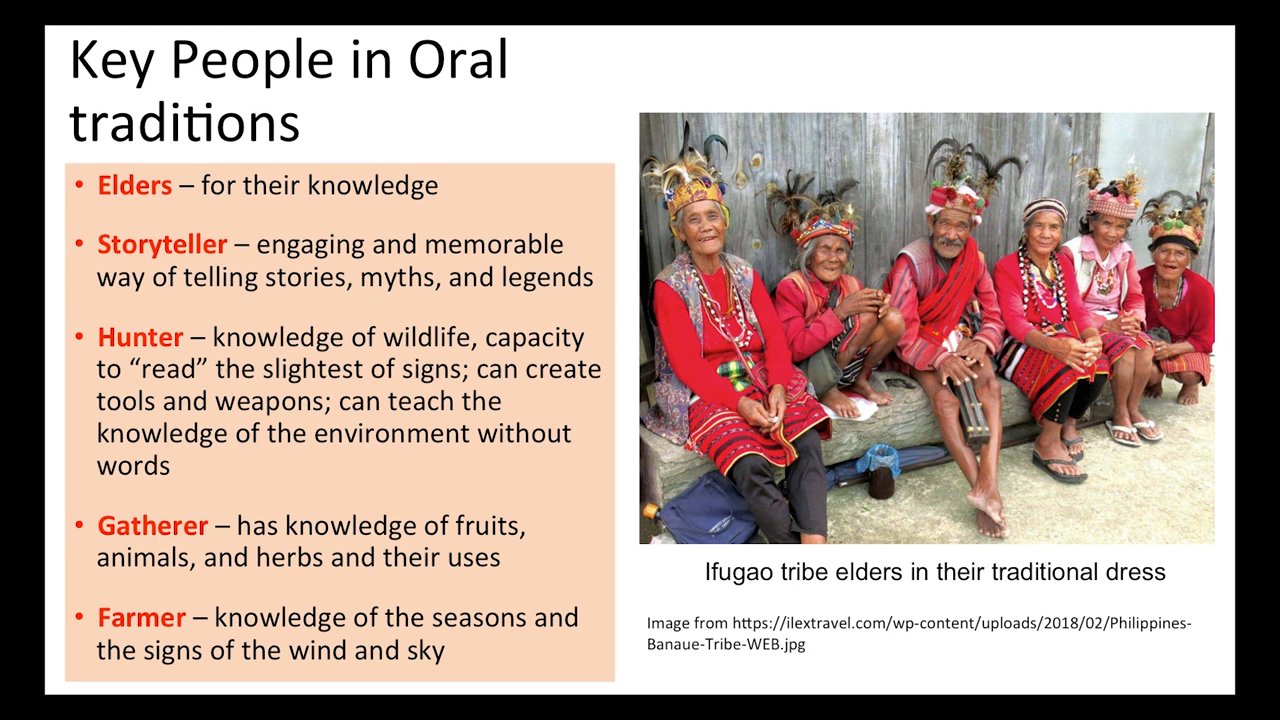 Key People in Oral
traditions
• Elders – for their knowledge
• Storyteller – engaging and memorable
way of telling stories, myths, and legends
• Hunter – knowledge of wildlife, capacity
to “read” the slightest of signs; can create
tools and weapons; can teach the
knowledge of the environment without
words
• Gatherer – has knowledge of fruits,
animals, and herbs and their uses
• Farmer – knowledge of the seasons and
the signs of the wind and sky
Ifugao tribe elders in their traditional dress
Image from https://ilextravel.com/wp-content/uploads/2018/02/Philippines-
Banaue-Tribe-WEB.jpg